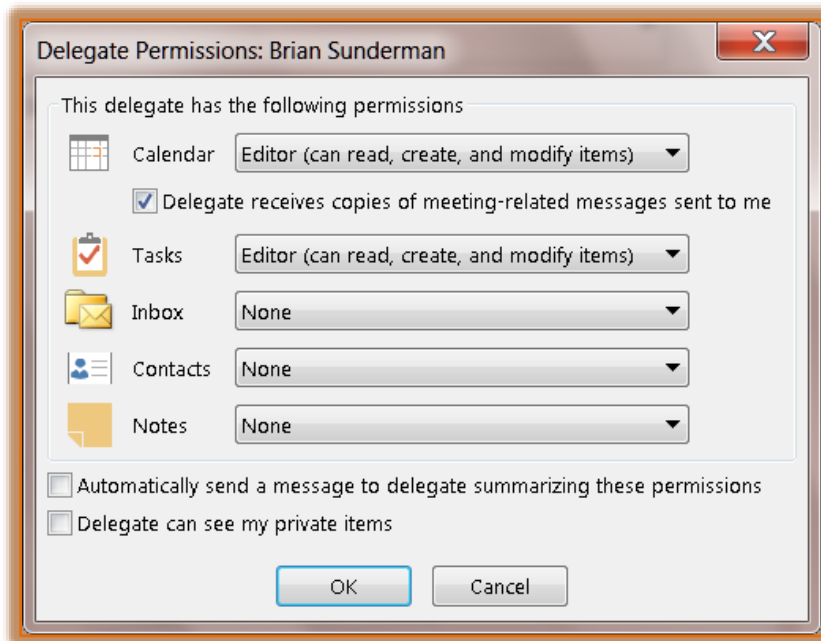 Delegate Permissions: Brian Sunderman
This delegate has the following permissions
Calendar Editor (can read, create, and modify items)
Delegate receives copies of meeting-related messages sent to me
Tasks Editor (can read, create, and modify items)
Inbox None
Contacts None
Notes None
Automatically send a message to delegate summarizing these permissions
Delegate can see my private items
OK Cancel